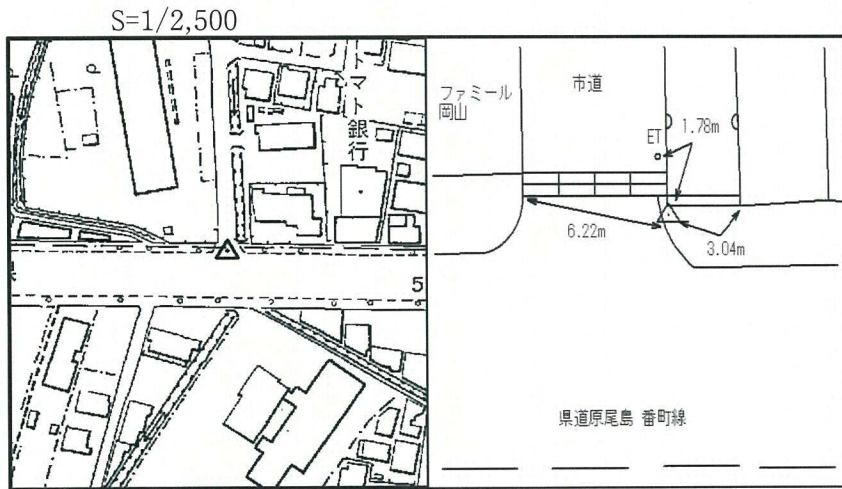 S=1/2,500
トマト銀行
5
ファミール
岡山
市道
ET
1.78m
6.22m
3.04m
県道原尾島 番町線